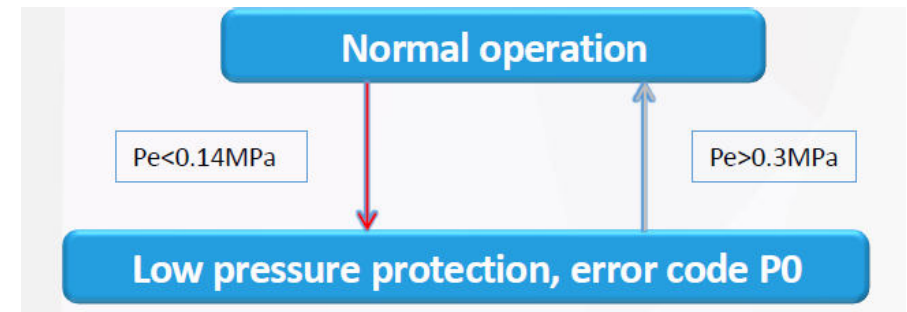 Normal operation
Pe<0.14MPa
Pe>0.3MPa
Low pressure protection, error code P0